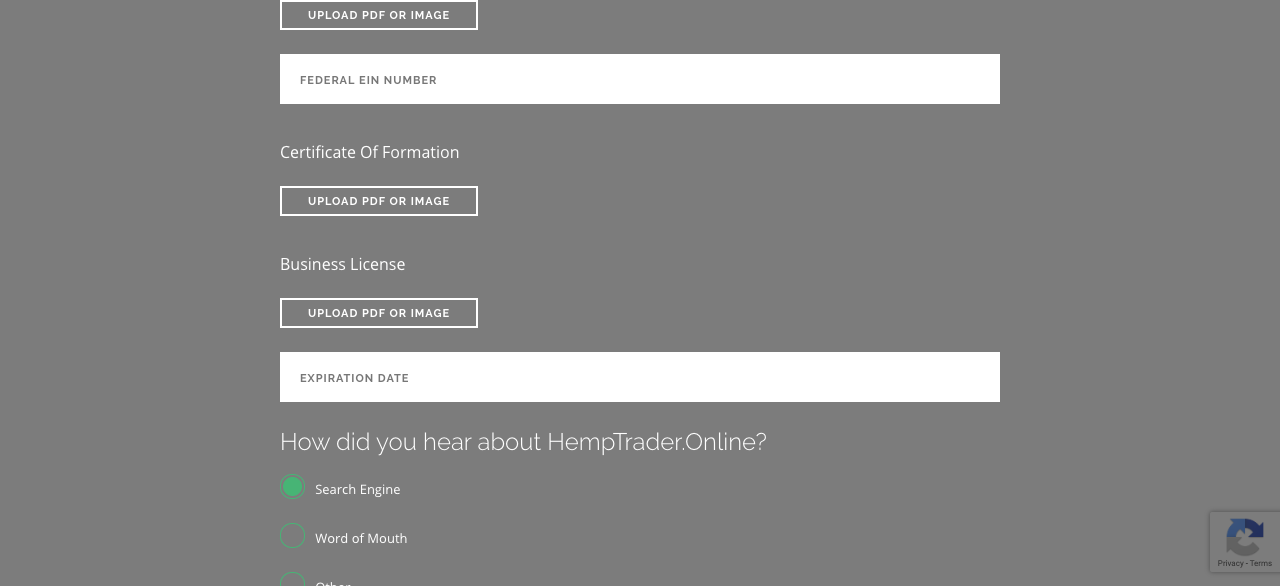 UPLOAD PDF OR IMAGE
FEDERAL EIN NUMBER
Certificate Of Formation
UPLOAD PDF OR IMAGE
Business License
UPLOAD PDF OR IMAGE
EXPIRATION DATE
How did you hear about HempTrader.Online?
Search Engine
Word of Mouth
Other
Privacy - Terms